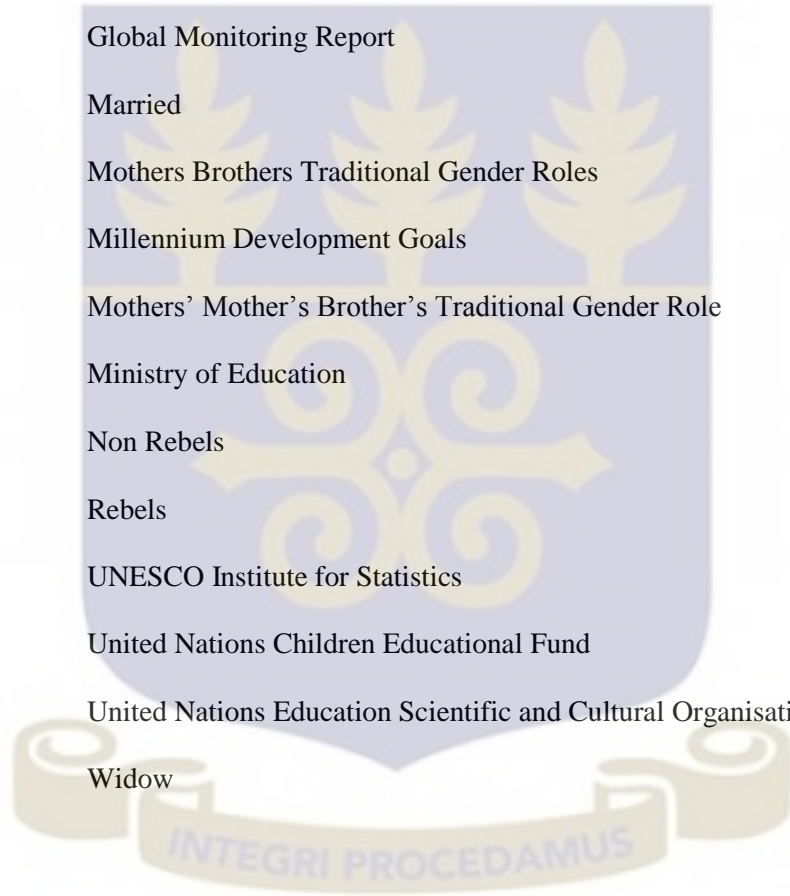 Global Monitoring Report
Married
Mothers Brothers Traditional Gender Roles
Millennium Development Goals
Mothers’ Mother’s Brother’s Traditional Gender Role
Ministry of Education
Non Rebels
Rebels
UNESCO Institute for Statistics
United Nations Children Educational Fund
United Nations Education Scientific and Cultural Organisati
Widow
INTEGRI PROCEDAMUS